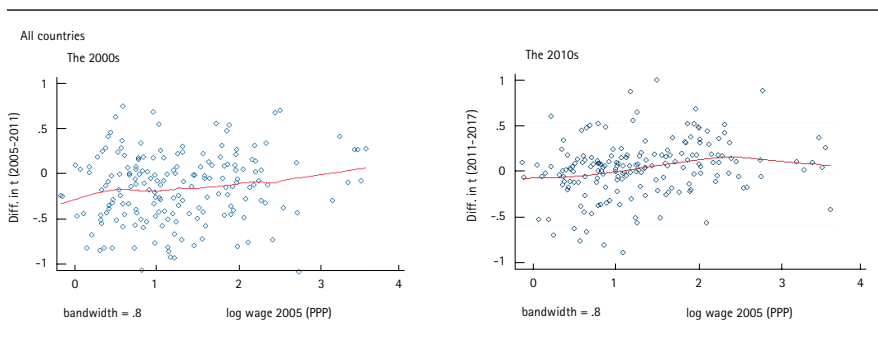 All countries
The 2000s
1
.5
0
-.5
-1
Diff. in t (2005-2011)
0 1 2 3 4
bandwidth = .8 log wage 2005 (PPP)
The 2010s
1
.5
0
-.5
-1
Diff. in t (2011-2017)
0 1 2 3 4
bandwidth = .8 log wage 2005 (PPP)